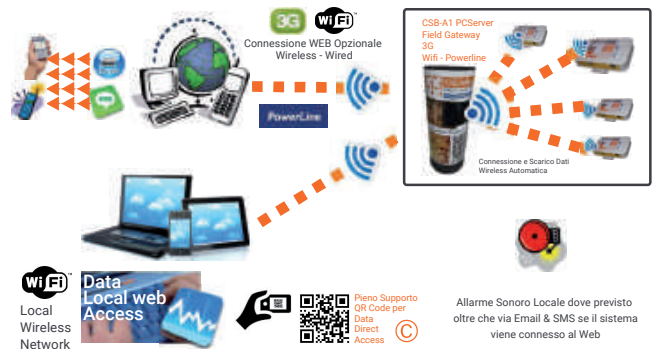 3G
WiFi
Connessione WEB Opzionale
Wireless - Wired
PowerLine
CSB-A1 PCServer
Field Gateway
3G
Wifi - Powerline
Connessione e Scarico Dati
Wireless Automatica
WiFi
Local
Wireless
Network
Data
Local web
Access
Pieno Supporto
QR Code per
Data
Direct
Access
©
Allarme Sonoro Locale dove previsto
oltre che via Email & SMS se il sistema
viene connesso al Web